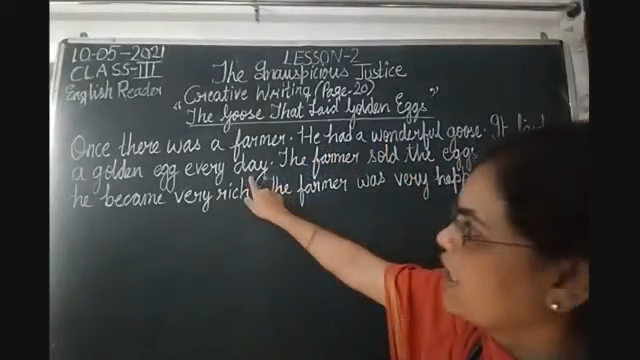 10-05-2021
CLASS-III
English Reader
LESSON-2
The Inauspicious Justice
"Creative Writing (Page-20)
The Goose That Laid Golden Eggs"
Once there was a farmer. He had a wonderful goose. It
a golden egg every day. The farmer sold the eggs
he became very rich. The farmer was very